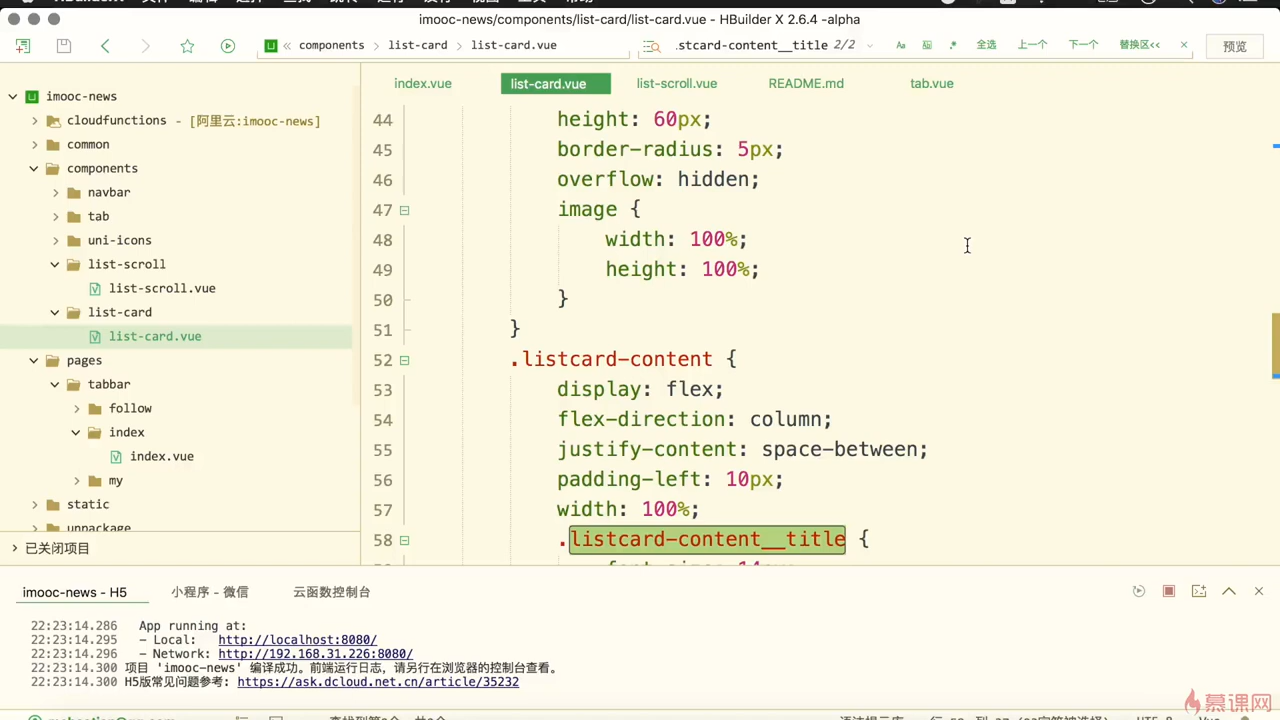 imooc-news/components/list-card/list-card.vue - HBuilder X 2.6.4 -alpha
« components › list-card › list-card.vue
.stcard-content__title 2/2 Aa .* 全选 上一个 下一个 替换区<< × 预览
index.vue list-card.vue list-scroll.vue README.md tab.vue
imooc-news
cloudfunctions - [阿里云:imooc-news]
common
components
navbar
tab
uni-icons
list-scroll
list-scroll.vue
list-card
list-card.vue
pages
tabbar
follow
index
index.vue
my
static
unpackage
已关闭项目
44 height: 60px;
45 border-radius: 5px;
46 overflow: hidden;
47 image {
48 width: 100%;
49 height: 100%;
50 }
51 }
52 .listcard-content {
53 display: flex;
54 flex-direction: column;
55 justify-content: space-between;
56 padding-left: 10px;
57 width: 100%;
58 .listcard-content__title {
imooc-news - H5 小程序 - 微信 云函数控制台
22:23:14.286 App running at:
22:23:14.295 - Local: http://localhost:8080/
22:23:14.296 - Network: http://192.168.31.226:8080/
22:23:14.300 项目 'imooc-news' 编译成功。前端运行日志，请另行在浏览器的控制台查看。
22:23:14.300 H5版常见问题参考: https://ask.dcloud.net.cn/article/35232
慕课网